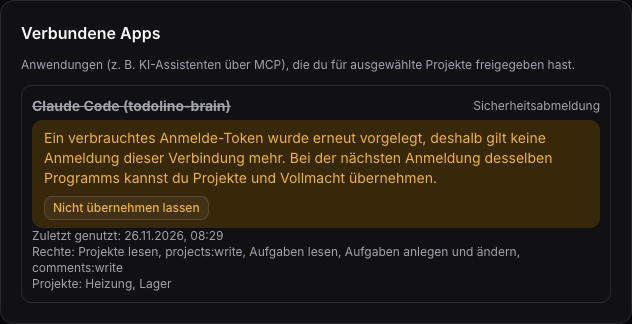 Verbundene Apps
Anwendungen (z. B. KI-Assistenten über MCP), die du für ausgewählte Projekte freigegeben hast.
Claude Code (todolino-brain)
Sicherheitsabmeldung
Ein verbrauchtes Anmelde-Token wurde erneut vorgelegt, deshalb gilt keine
Anmeldung dieser Verbindung mehr. Bei der nächsten Anmeldung desselben
Programms kannst du Projekte und Vollmacht übernehmen.
Nicht übernehmen lassen
Zuletzt genutzt: 26.11.2026, 08:29
Rechte: Projekte lesen, projects:write, Aufgaben lesen, Aufgaben anlegen und ändern,
comments:write
Projekte: Heizung, Lager